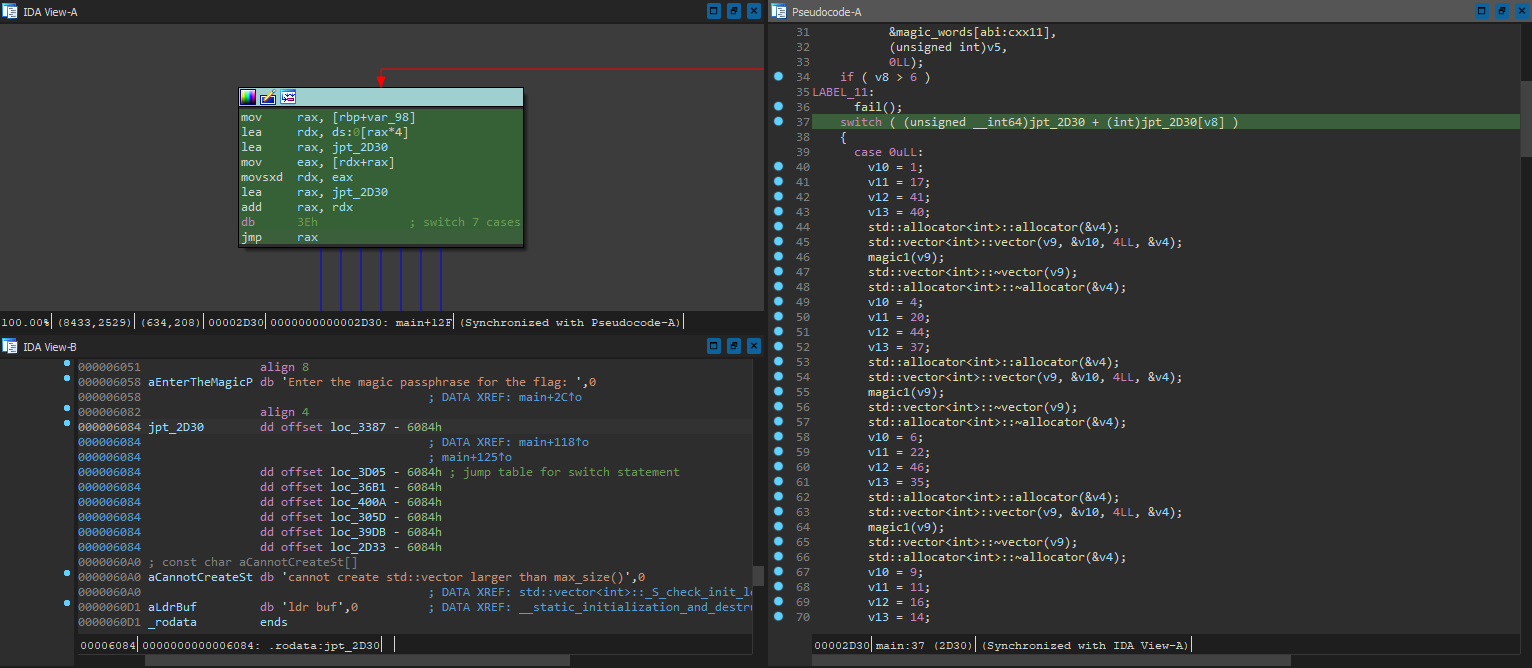 IDA View-A
mov rax, [rbp+var_98]
lea rdx, ds:0[rax*4]
lea rax, jpt_2D30
mov eax, [rdx+rax]
movsxd rdx, eax
lea rax, jpt_2D30
add rax, rdx
db 3Eh ; switch 7 cases
jmp rax
100.00% (8433,2529) (634,208) 00002D30 0000000000002D30: main+12F (Synchronized with Pseudocode-A)
IDA View-B
000006051 align 8
000006058 aEnterTheMagicP db 'Enter the magic passphrase for the flag: ',0
000006058 ; DATA XREF: main+2C↑o
000006082 align 4
000006084 jpt_2D30 dd offset loc_3387 - 6084h
000006084 ; DATA XREF: main+118↑o
000006084 ; main+125↑o
000006084 dd offset loc_3D05 - 6084h ; jump table for switch statement
000006084 dd offset loc_36B1 - 6084h
000006084 dd offset loc_400A - 6084h
000006084 dd offset loc_305D - 6084h
000006084 dd offset loc_39DB - 6084h
000006084 dd offset loc_2D33 - 6084h
0000060A0 ; const char aCannotCreateSt[]
0000060A0 aCannotCreateSt db 'cannot create std::vector larger than max_size()',0
0000060A0 ; DATA XREF: std::vector<int>::_S_check_init_l
0000060D1 aLdrBuf db 'ldr buf',0 ; DATA XREF: __static_initialization_and_destr
0000060D1 _rodata ends
00006084 0000000000006084: .rodata:jpt_2D30
Pseudocode-A
31 &magic_words[abi:cxx11],
32 (unsigned int)v5,
33 0LL);
34 if ( v8 > 6 )
35 LABEL_11:
36 fail();
37 switch ( (unsigned __int64)jpt_2D30 + (int)jpt_2D30[v8] )
38 {
39 case 0uLL:
40 v10 = 1;
41 v11 = 17;
42 v12 = 41;
43 v13 = 40;
44 std::allocator<int>::allocator(&v4);
45 std::vector<int>::vector(v9, &v10, 4LL, &v4);
46 magic1(v9);
47 std::vector<int>::~vector(v9);
48 std::allocator<int>::~allocator(&v4);
49 v10 = 4;
50 v11 = 20;
51 v12 = 44;
52 v13 = 37;
53 std::allocator<int>::allocator(&v4);
54 std::vector<int>::vector(v9, &v10, 4LL, &v4);
55 magic1(v9);
56 std::vector<int>::~vector(v9);
57 std::allocator<int>::~allocator(&v4);
58 v10 = 6;
59 v11 = 22;
60 v12 = 46;
61 v13 = 35;
62 std::allocator<int>::allocator(&v4);
63 std::vector<int>::vector(v9, &v10, 4LL, &v4);
64 magic1(v9);
65 std::vector<int>::~vector(v9);
66 std::allocator<int>::~allocator(&v4);
67 v10 = 9;
68 v11 = 11;
69 v12 = 16;
70 v13 = 14;
00002D30 main:37 (2D30) (Synchronized with IDA View-A)